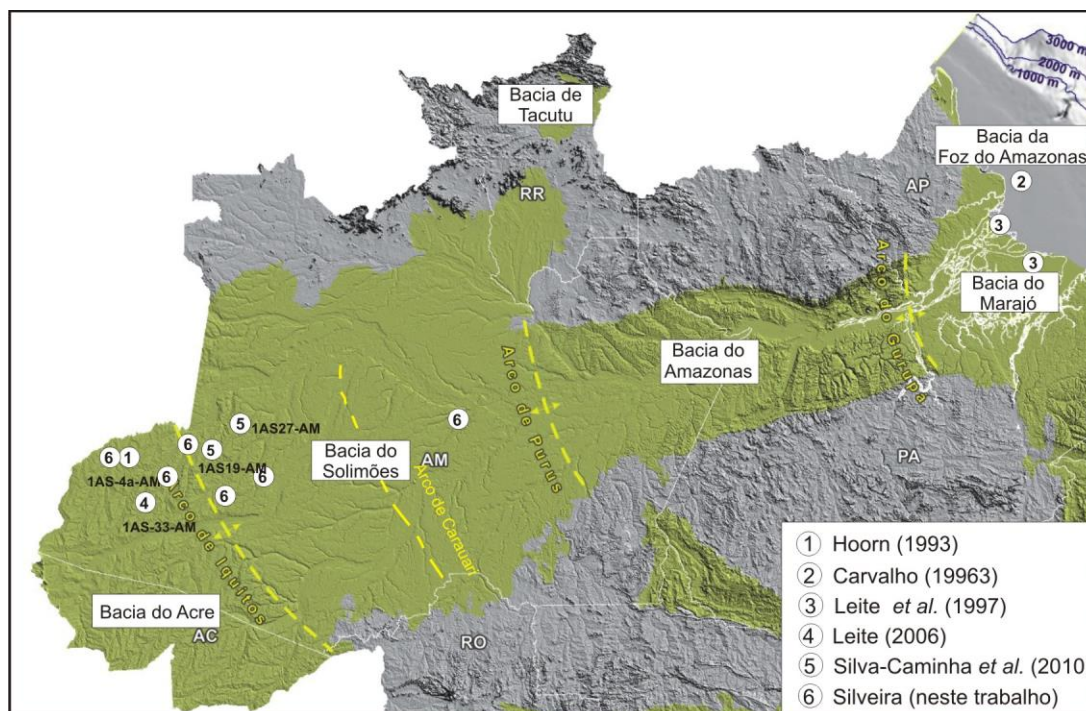 3000 m
2000 m
1000 m
Bacia de
Tacutu
Bacia da
Foz do Amazonas
2
AP
RR
3
3
Arco do Gurupa
Bacia do
Marajó
Bacia do
Amazonas
Arco de Purus
5
1AS27-AM
6
6
5
Bacia do
Solimões
AM
6
1
1AS19-AM
6
6
1AS-4a-AM
6
4
1AS-33-AM
Arco de Iquitos
Arco de Carauari
PA
Bacia do Acre
AC
RO
1 Hoorn (1993)
2 Carvalho (19963)
3 Leite et al. (1997)
4 Leite (2006)
5 Silva-Caminha et al. (2010
6 Silveira (neste trabalho)